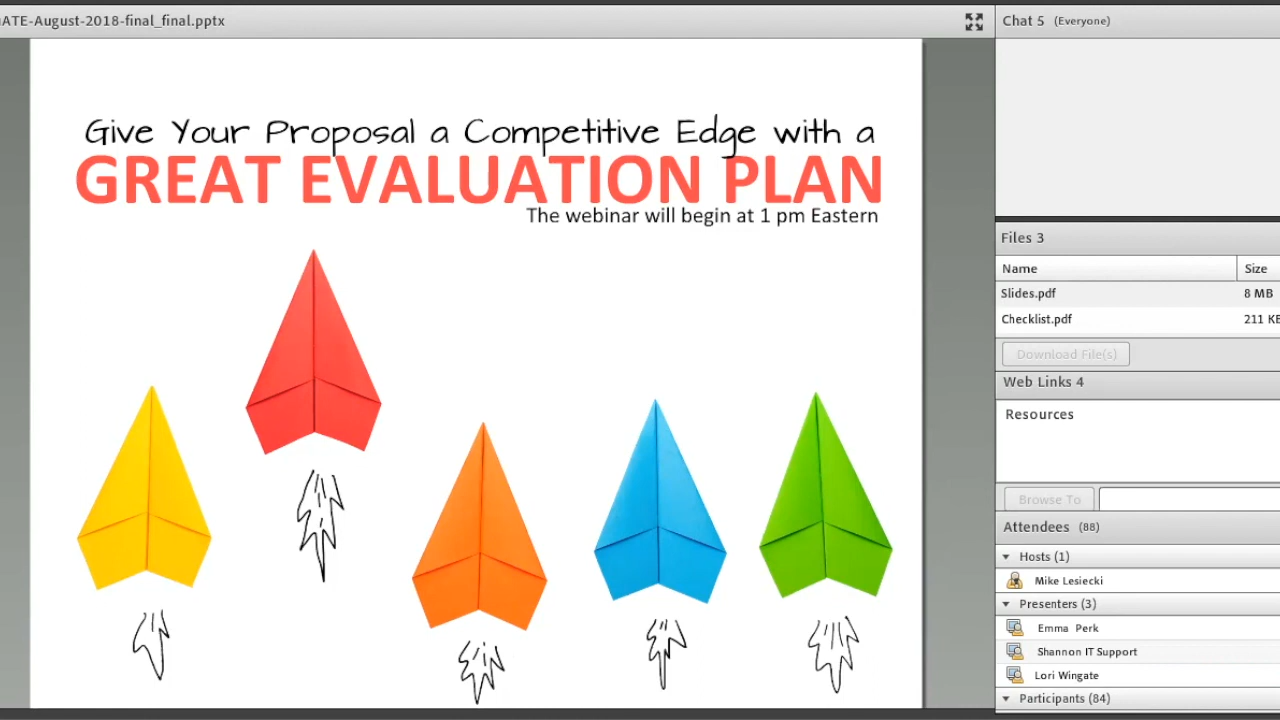 ATE-August-2018-final_final.pptx
Give Your Proposal a Competitive Edge with a
GREAT EVALUATION PLAN
The webinar will begin at 1 pm Eastern
Chat 5 (Everyone)
Files 3
Name Size
Slides.pdf 8 MB
Checklist.pdf 211 KB
Download File(s)
Web Links 4
Resources
Browse To
Attendees (88)
Hosts (1)
Mike Lesiecki
Presenters (3)
Emma Perk
Shannon IT Support
Lori Wingate
Participants (84)